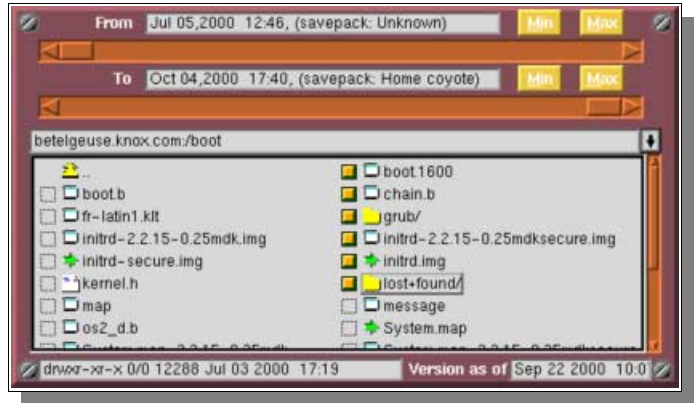 From Jul 05,2000 12:46, (savepack: Unknown) Min Max
To Oct 04,2000 17:40, (savepack: Home coyote) Min Max
betelgeuse.knox.com:/boot
.. boot.1600
boot.b chain.b
fr-latin1.klt grub/
initrd-2.2.15-0.25mdk.img initrd-2.2.15-0.25mdksecure.img
initrd-secure.img initrd.img
kernel.h lost+found/
map message
os2_d.b System.map
drwxr-xr-x 0/0 12288 Jul 03 2000 17:19 Version as of Sep 22 2000 10:0